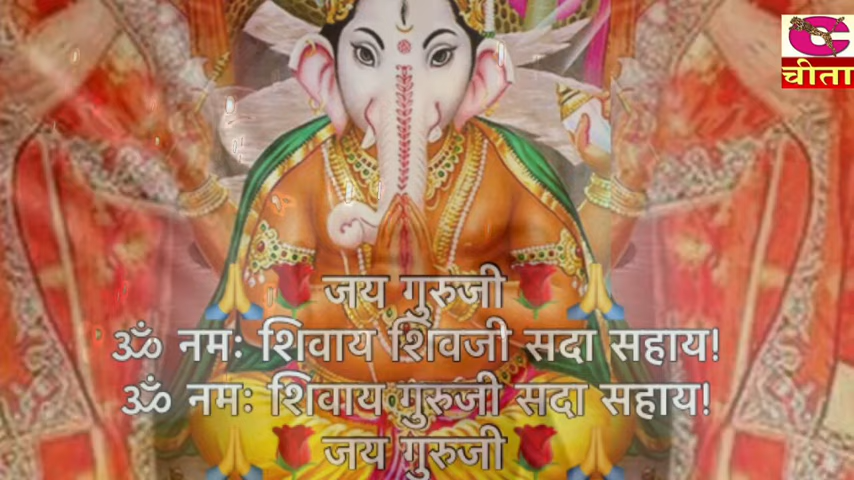 चीता
🙏🌹जय गुरुजी🌹🙏
ॐ नमः शिवाय शिवजी सदा सहाय!
ॐ नमः शिवाय गुरुजी सदा सहाय!
🙏🌹जय गुरुजी🌹🙏